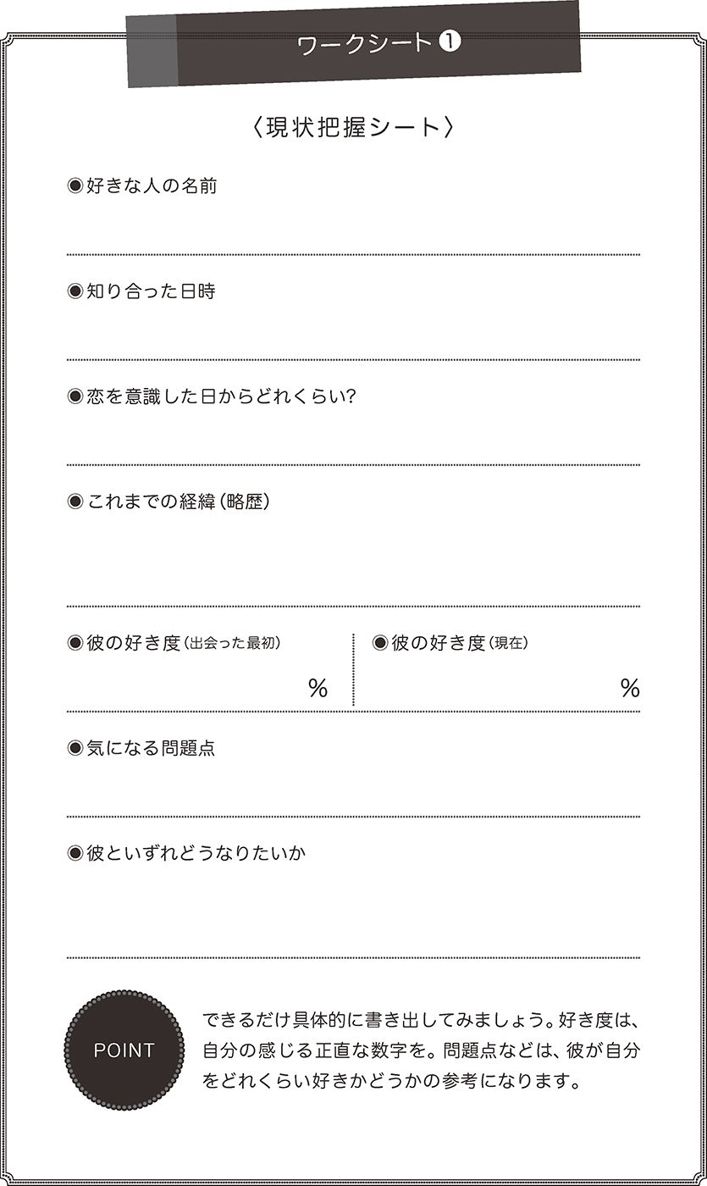 ワークシート❶
〈現状把握シート〉
◉好きな人の名前
◉知り合った日時
◉恋を意識した日からどれくらい?
◉これまでの経緯(略歴)
◉彼の好き度(出会った最初)
%
◉彼の好き度(現在)
%
◉気になる問題点
◉彼といずれどうなりたいか
POINT
できるだけ具体的に書き出してみましょう。好き度は、
自分の感じる正直な数字を。問題点などは、彼が自分
をどれくらい好きかどうかの参考になります。